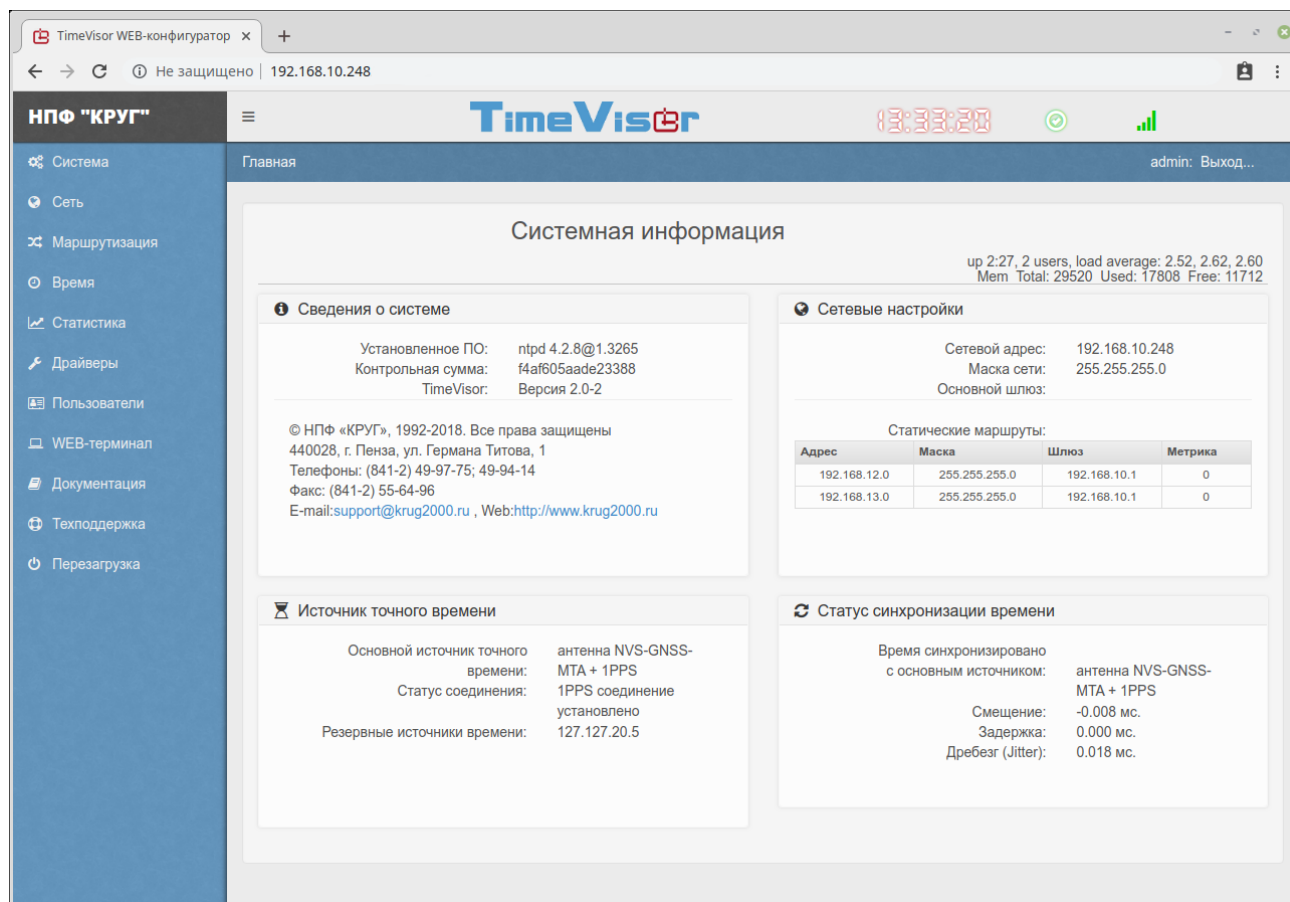 TimeVisor WEB-конфигуратор
Не защищено 192.168.10.248
НПФ "КРУГ"
TimeVisor
13:33:20
Система
Сеть
Маршрутизация
Время
Статистика
Драйверы
Пользователи
WEB-терминал
Документация
Техподдержка
Перезагрузка
Главная
admin: Выход...
Системная информация
up 2:27, 2 users, load average: 2.52, 2.62, 2.60
Mem Total: 29520 Used: 17808 Free: 11712
Сведения о системе
Установленное ПО: ntpd 4.2.8@1.3265
Контрольная сумма: f4af605aade23388
TimeVisor: Версия 2.0-2
© НПФ «КРУГ», 1992-2018. Все права защищены
440028, г. Пенза, ул. Германа Титова, 1
Телефоны: (841-2) 49-97-75; 49-94-14
Факс: (841-2) 55-64-96
E-mail:support@krug2000.ru , Web:http://www.krug2000.ru
Сетевые настройки
Сетевой адрес: 192.168.10.248
Маска сети: 255.255.255.0
Основной шлюз:
Статические маршруты:
Адрес Маска Шлюз Метрика
192.168.12.0 255.255.255.0 192.168.10.1 0
192.168.13.0 255.255.255.0 192.168.10.1 0
Источник точного времени
Основной источник точного антенна NVS-GNSS-
времени: MTA + 1PPS
Статус соединения: 1PPS соединение
установлено
Резервные источники времени: 127.127.20.5
Статус синхронизации времени
Время синхронизировано
с основным источником: антенна NVS-GNSS-
MTA + 1PPS
Смещение: -0.008 мс.
Задержка: 0.000 мс.
Дребезг (Jitter): 0.018 мс.